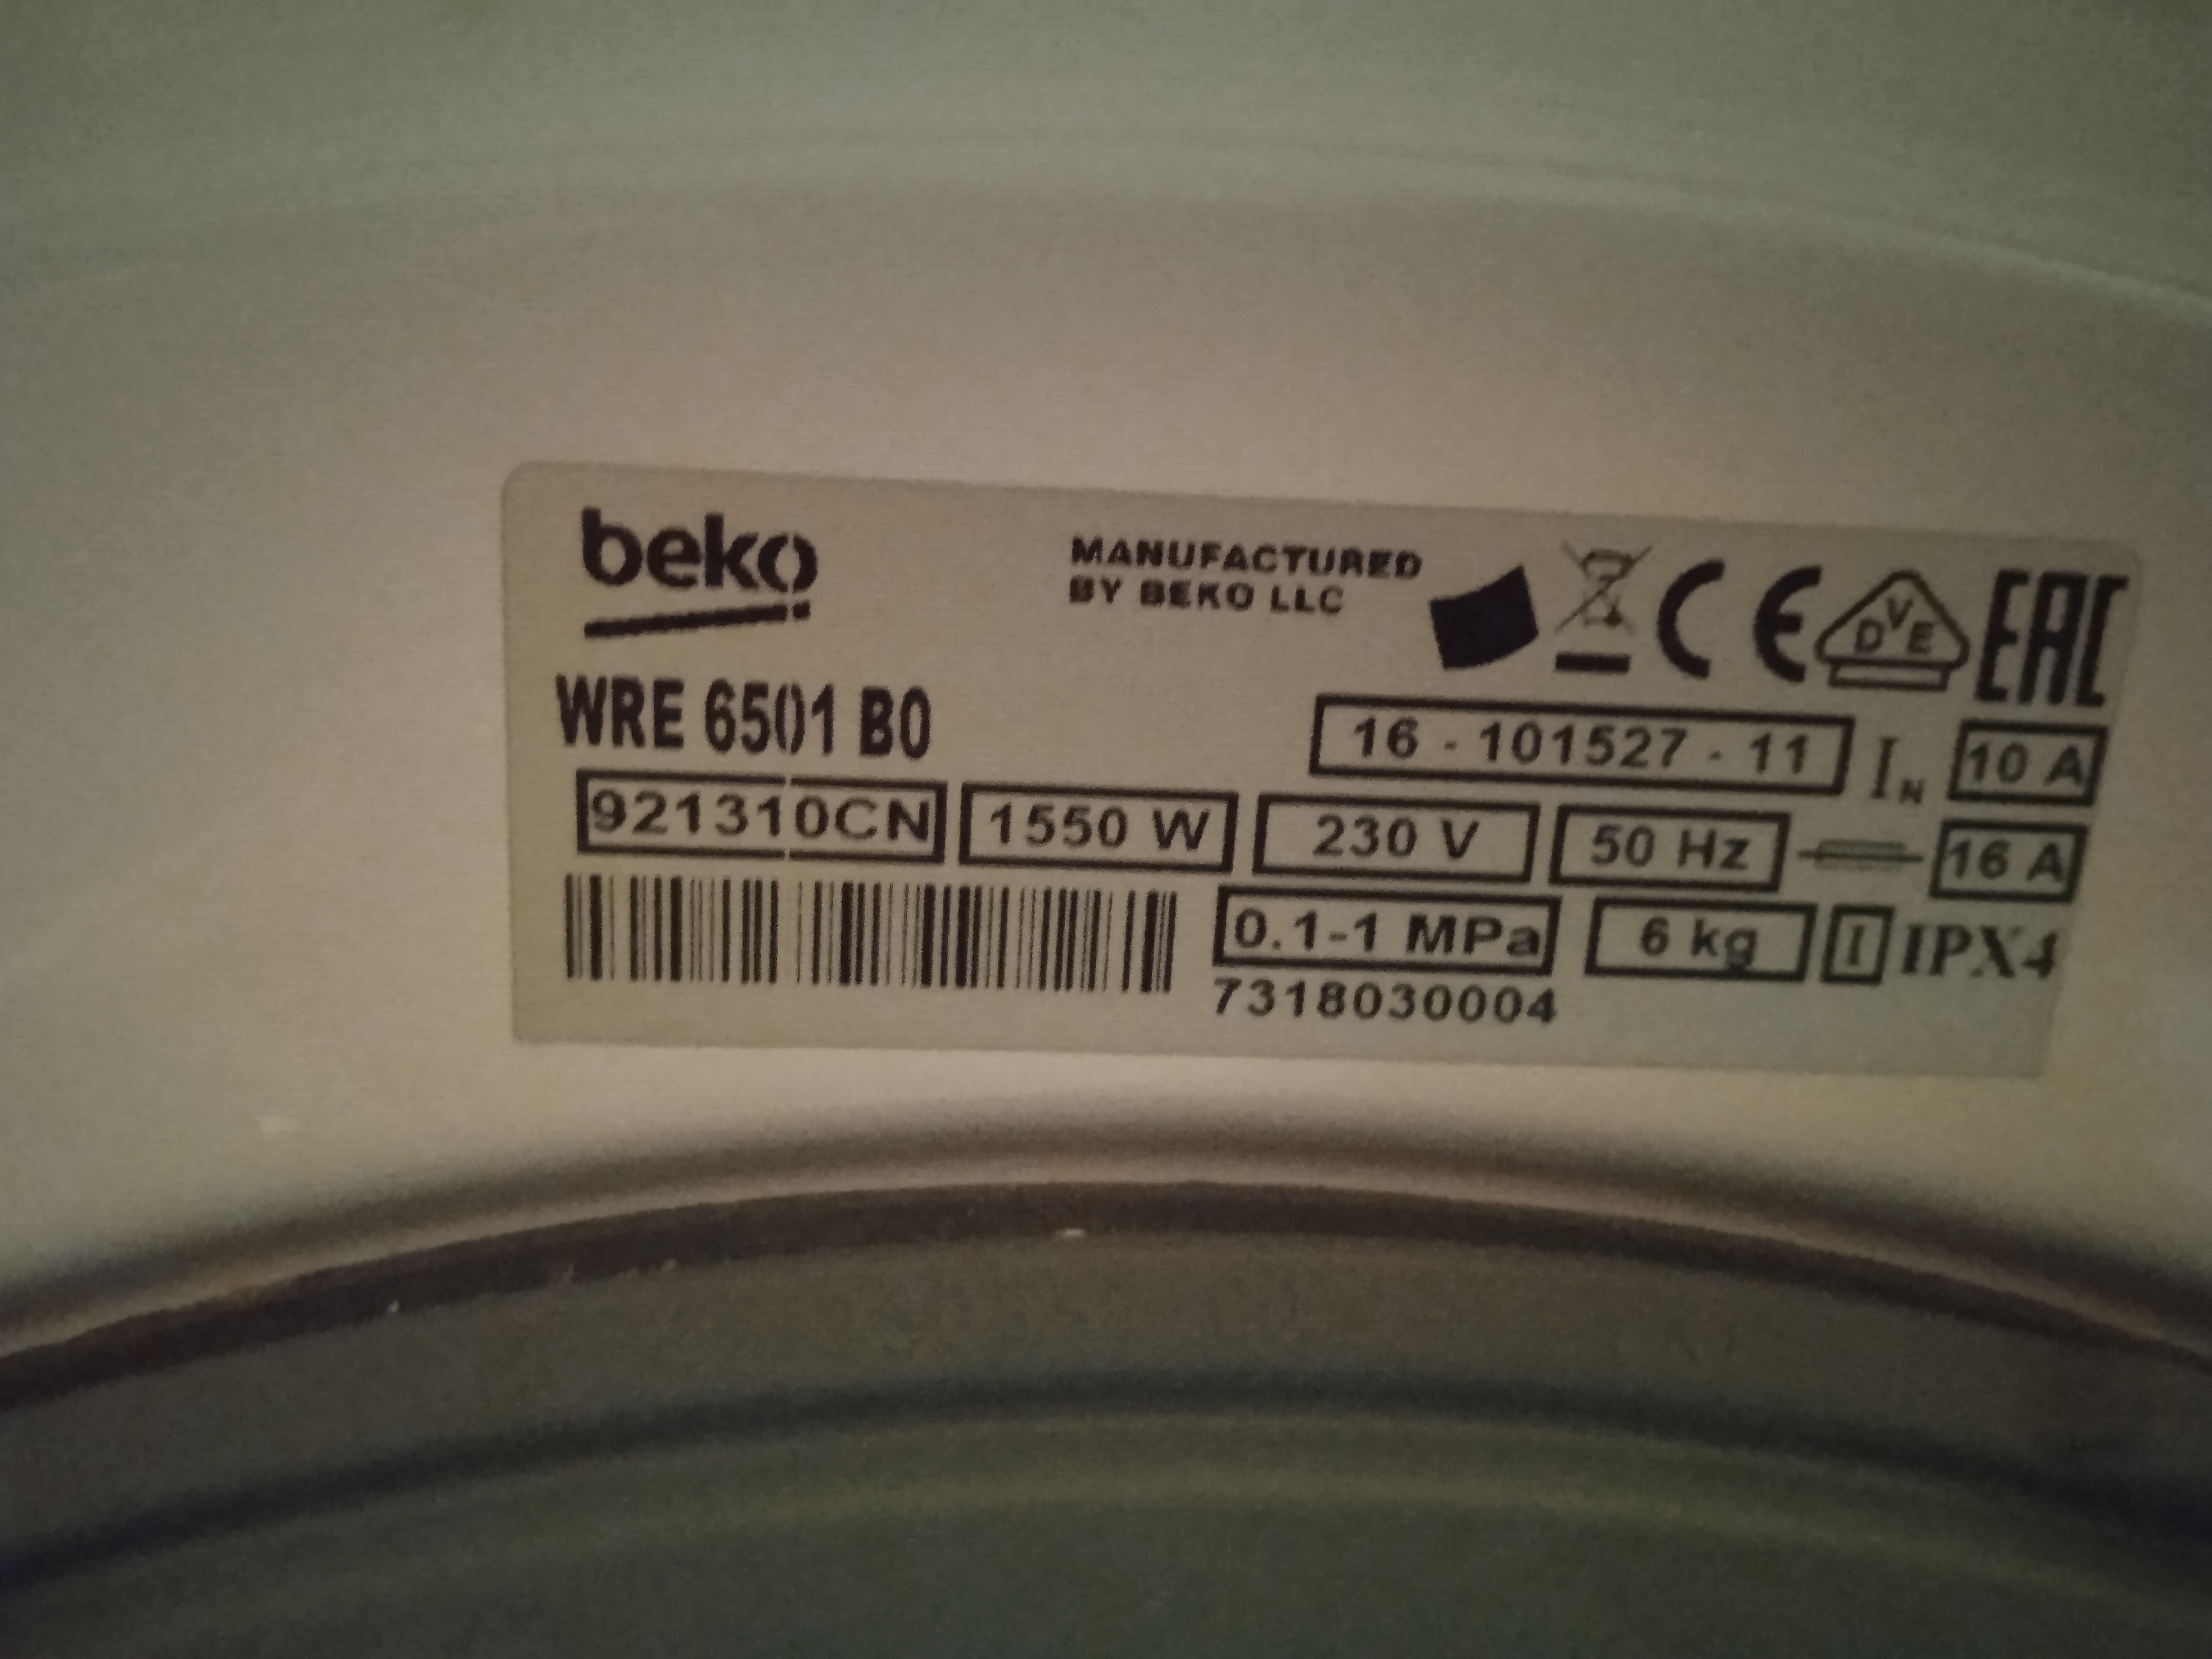 beko
MANUFACTURED
BY BEKO LLC
CE
DVE
EAC
WRE 6501 B0
16 - 101527 - 11 IN 10 A
921310CN 1550 W 230 V 50 Hz 16 A
0.1-1 MPa 6 kg I IPX4
7318030004